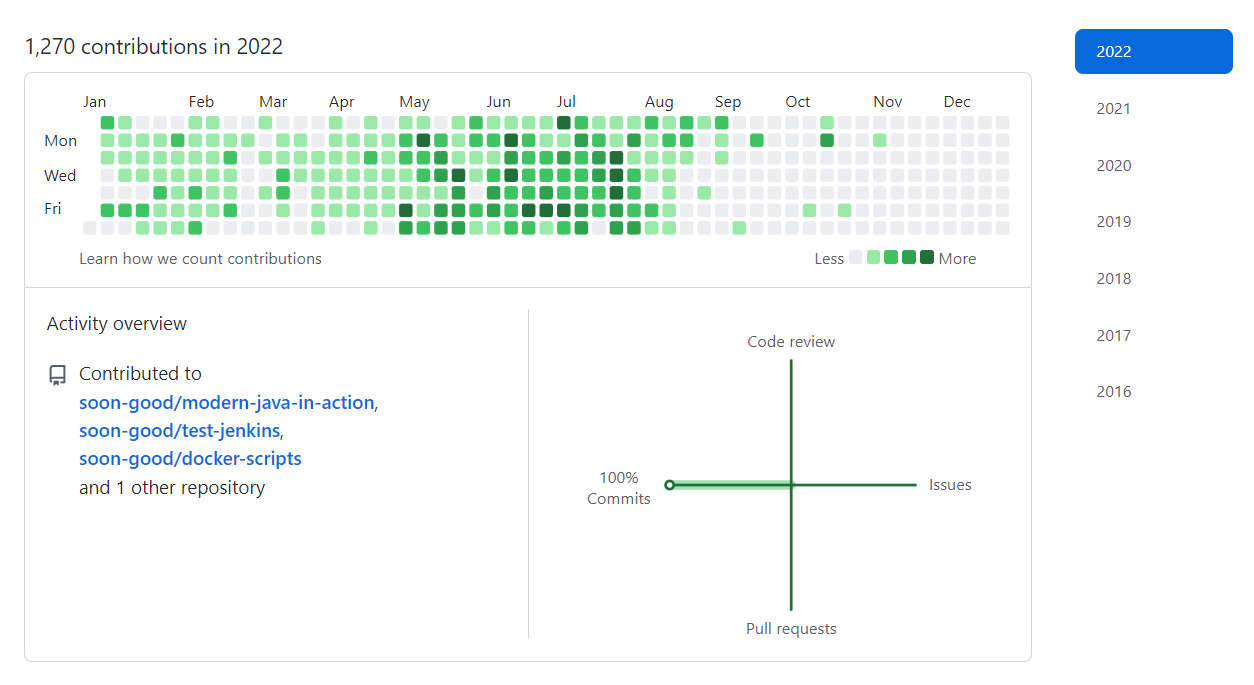 1,270 contributions in 2022
2022
2021
2020
2019
2018
2017
2016
Jan Feb Mar Apr May Jun Jul Aug Sep Oct Nov Dec
Mon
Wed
Fri
Learn how we count contributions
Less More
Activity overview
Contributed to
soon-good/modern-java-in-action,
soon-good/test-jenkins,
soon-good/docker-scripts
and 1 other repository
Code review
100%
Commits
Issues
Pull requests